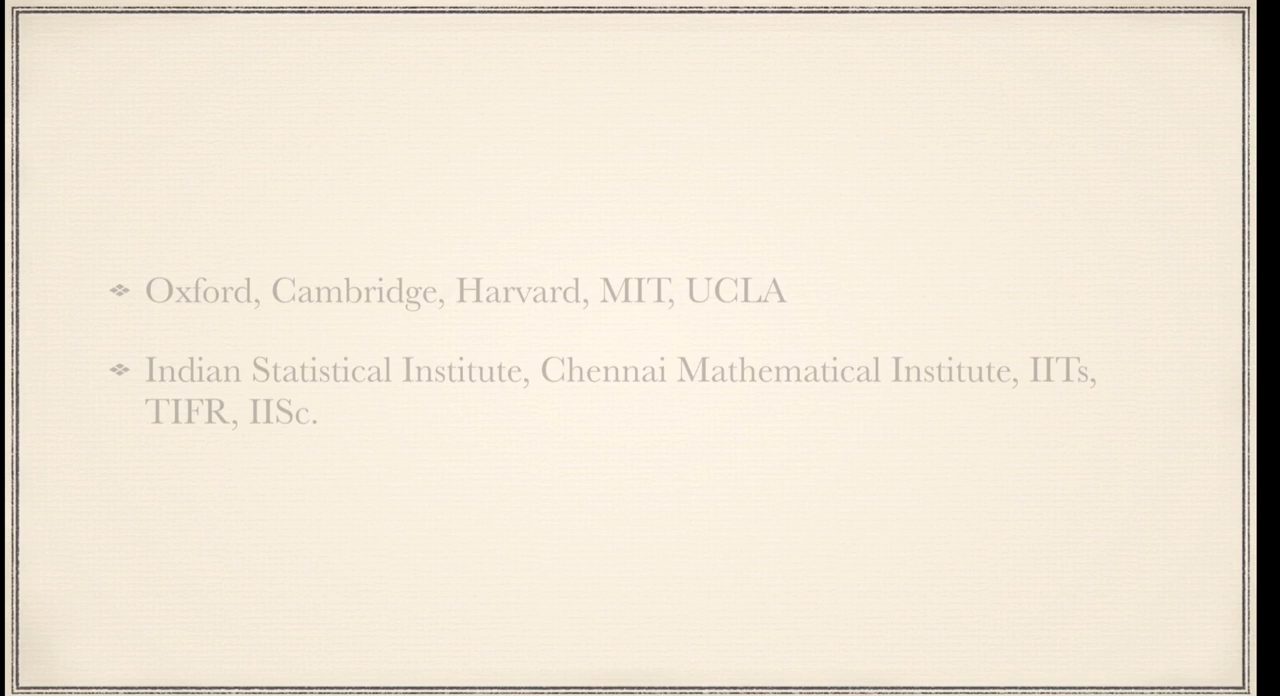 Oxford, Cambridge, Harvard, MIT, UCLA
Indian Statistical Institute, Chennai Mathematical Institute, IITs,
TIFR, IISc.